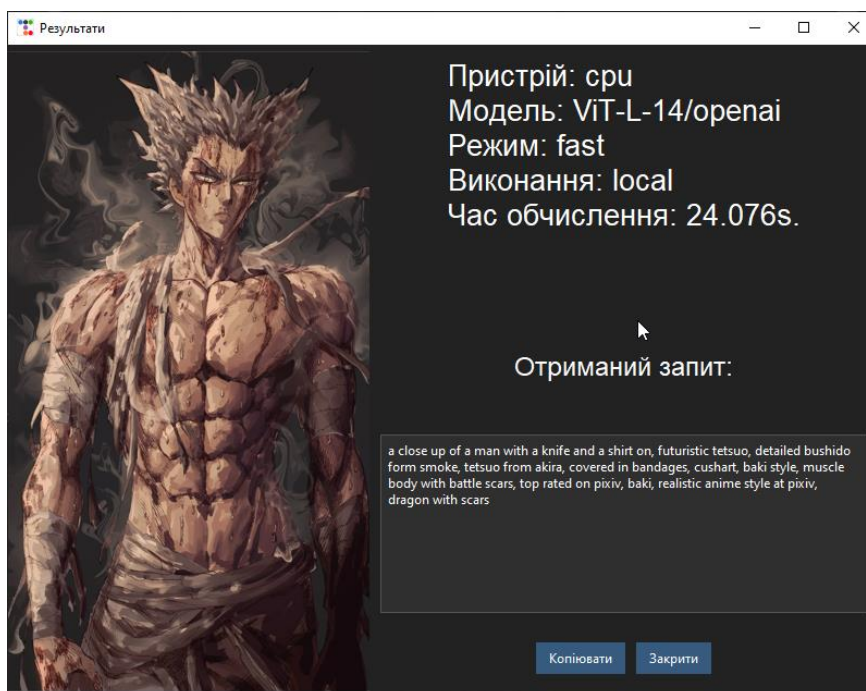 Результати
Пристрій: cpu
Модель: ViT-L-14/openai
Режим: fast
Виконання: local
Час обчислення: 24.076s.
Отриманий запит:
a close up of a man with a knife and a shirt on, futuristic tetsuo, detailed bushido
form smoke, tetsuo from akira, covered in bandages, cushart, baki style, muscle
body with battle scars, top rated on pixiv, baki, realistic anime style at pixiv,
dragon with scars
Копіювати
Закрити